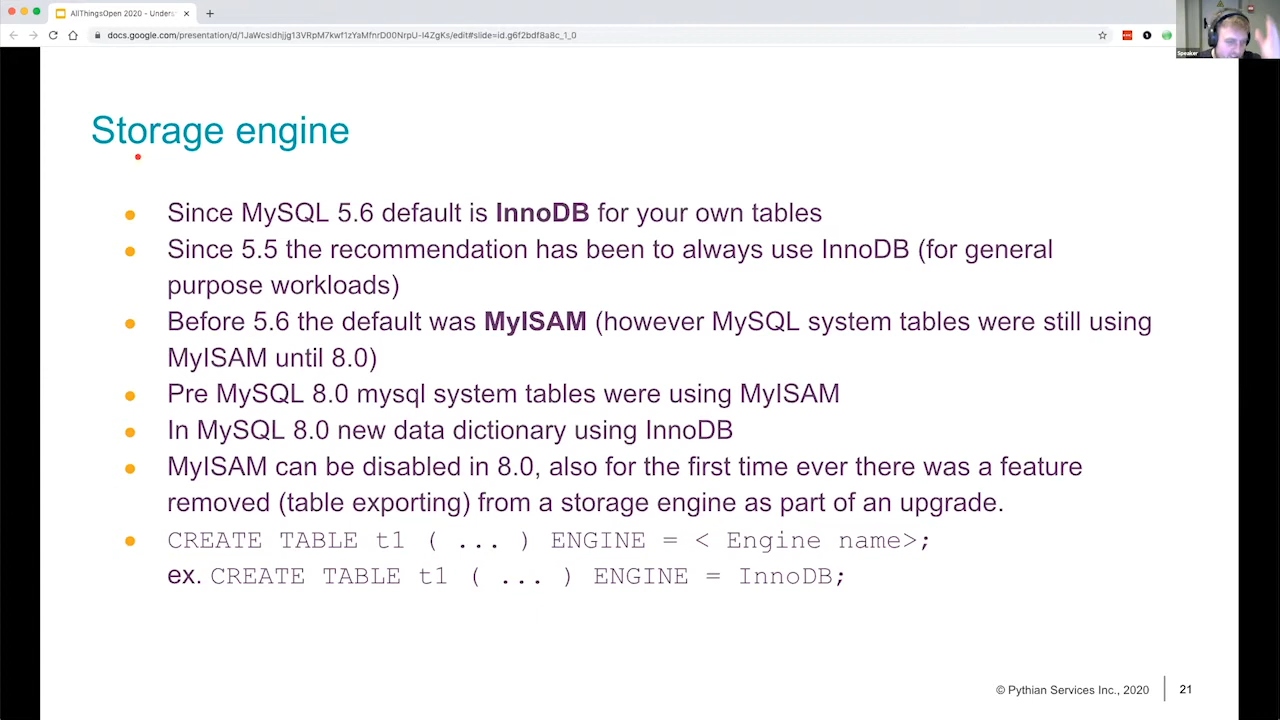 AllThingsOpen 2020 - Underst
docs.google.com/presentation/d/1JaWcsidhjjg13VRpM7kwf1zYaMfnrD00NrpU-I4ZgKs/edit#slide=id.g6f2bdf8a8c_1_0
Speaker
Storage engine
Since MySQL 5.6 default is InnoDB for your own tables
Since 5.5 the recommendation has been to always use InnoDB (for general
purpose workloads)
Before 5.6 the default was MyISAM (however MySQL system tables were still using
MyISAM until 8.0)
Pre MySQL 8.0 mysql system tables were using MyISAM
In MySQL 8.0 new data dictionary using InnoDB
MyISAM can be disabled in 8.0, also for the first time ever there was a feature
removed (table exporting) from a storage engine as part of an upgrade.
CREATE TABLE t1 ( ... ) ENGINE = < Engine name>;
ex. CREATE TABLE t1 ( ... ) ENGINE = InnoDB;
© Pythian Services Inc., 2020
21